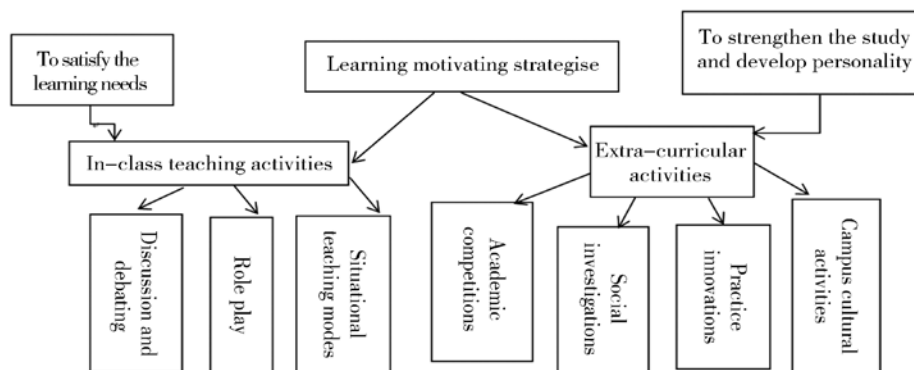 To satisfy the
learning needs
Learning motivating strategise
To strengthen the study
and develop personality
In-class teaching activities
Extra-curricular
activities
Discussion and
debating
Role play
Situational
teaching modes
Academic
competitions
Social
investigations
Practice
innovations
Campus cultural
activities